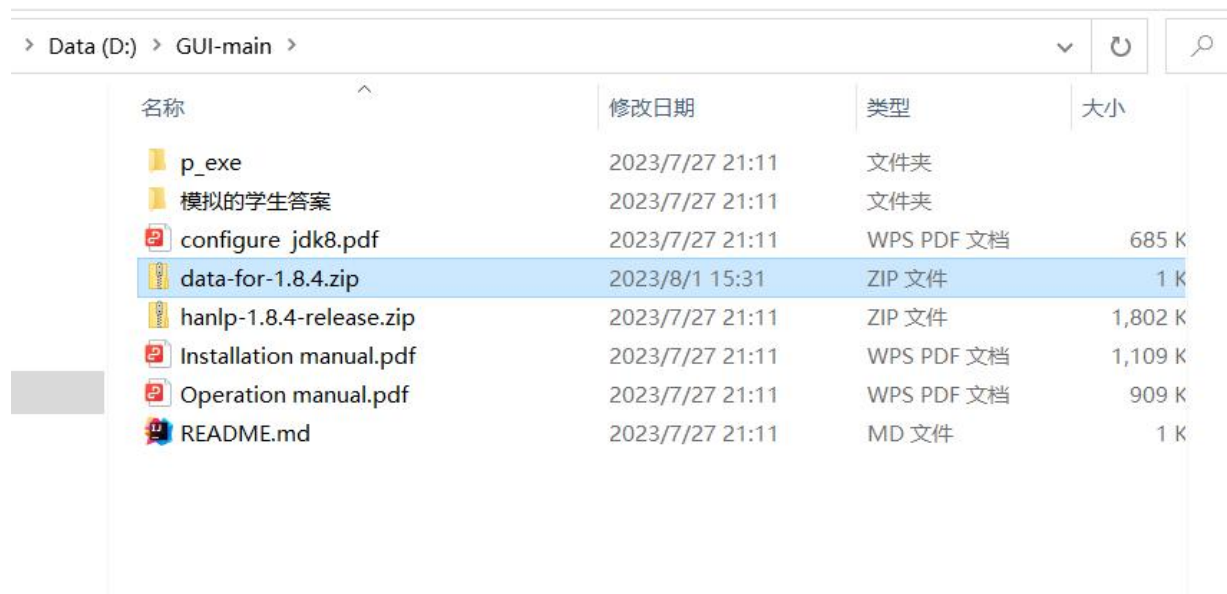 Data (D:) > GUI-main >
名称 修改日期 类型 大小
p_exe 2023/7/27 21:11 文件夹
模拟的学生答案 2023/7/27 21:11 文件夹
configure jdk8.pdf 2023/7/27 21:11 WPS PDF 文档 685 K
data-for-1.8.4.zip 2023/8/1 15:31 ZIP 文件 1 K
hanlp-1.8.4-release.zip 2023/7/27 21:11 ZIP 文件 1,802 K
Installation manual.pdf 2023/7/27 21:11 WPS PDF 文档 1,109 K
Operation manual.pdf 2023/7/27 21:11 WPS PDF 文档 909 K
README.md 2023/7/27 21:11 MD 文件 1 K